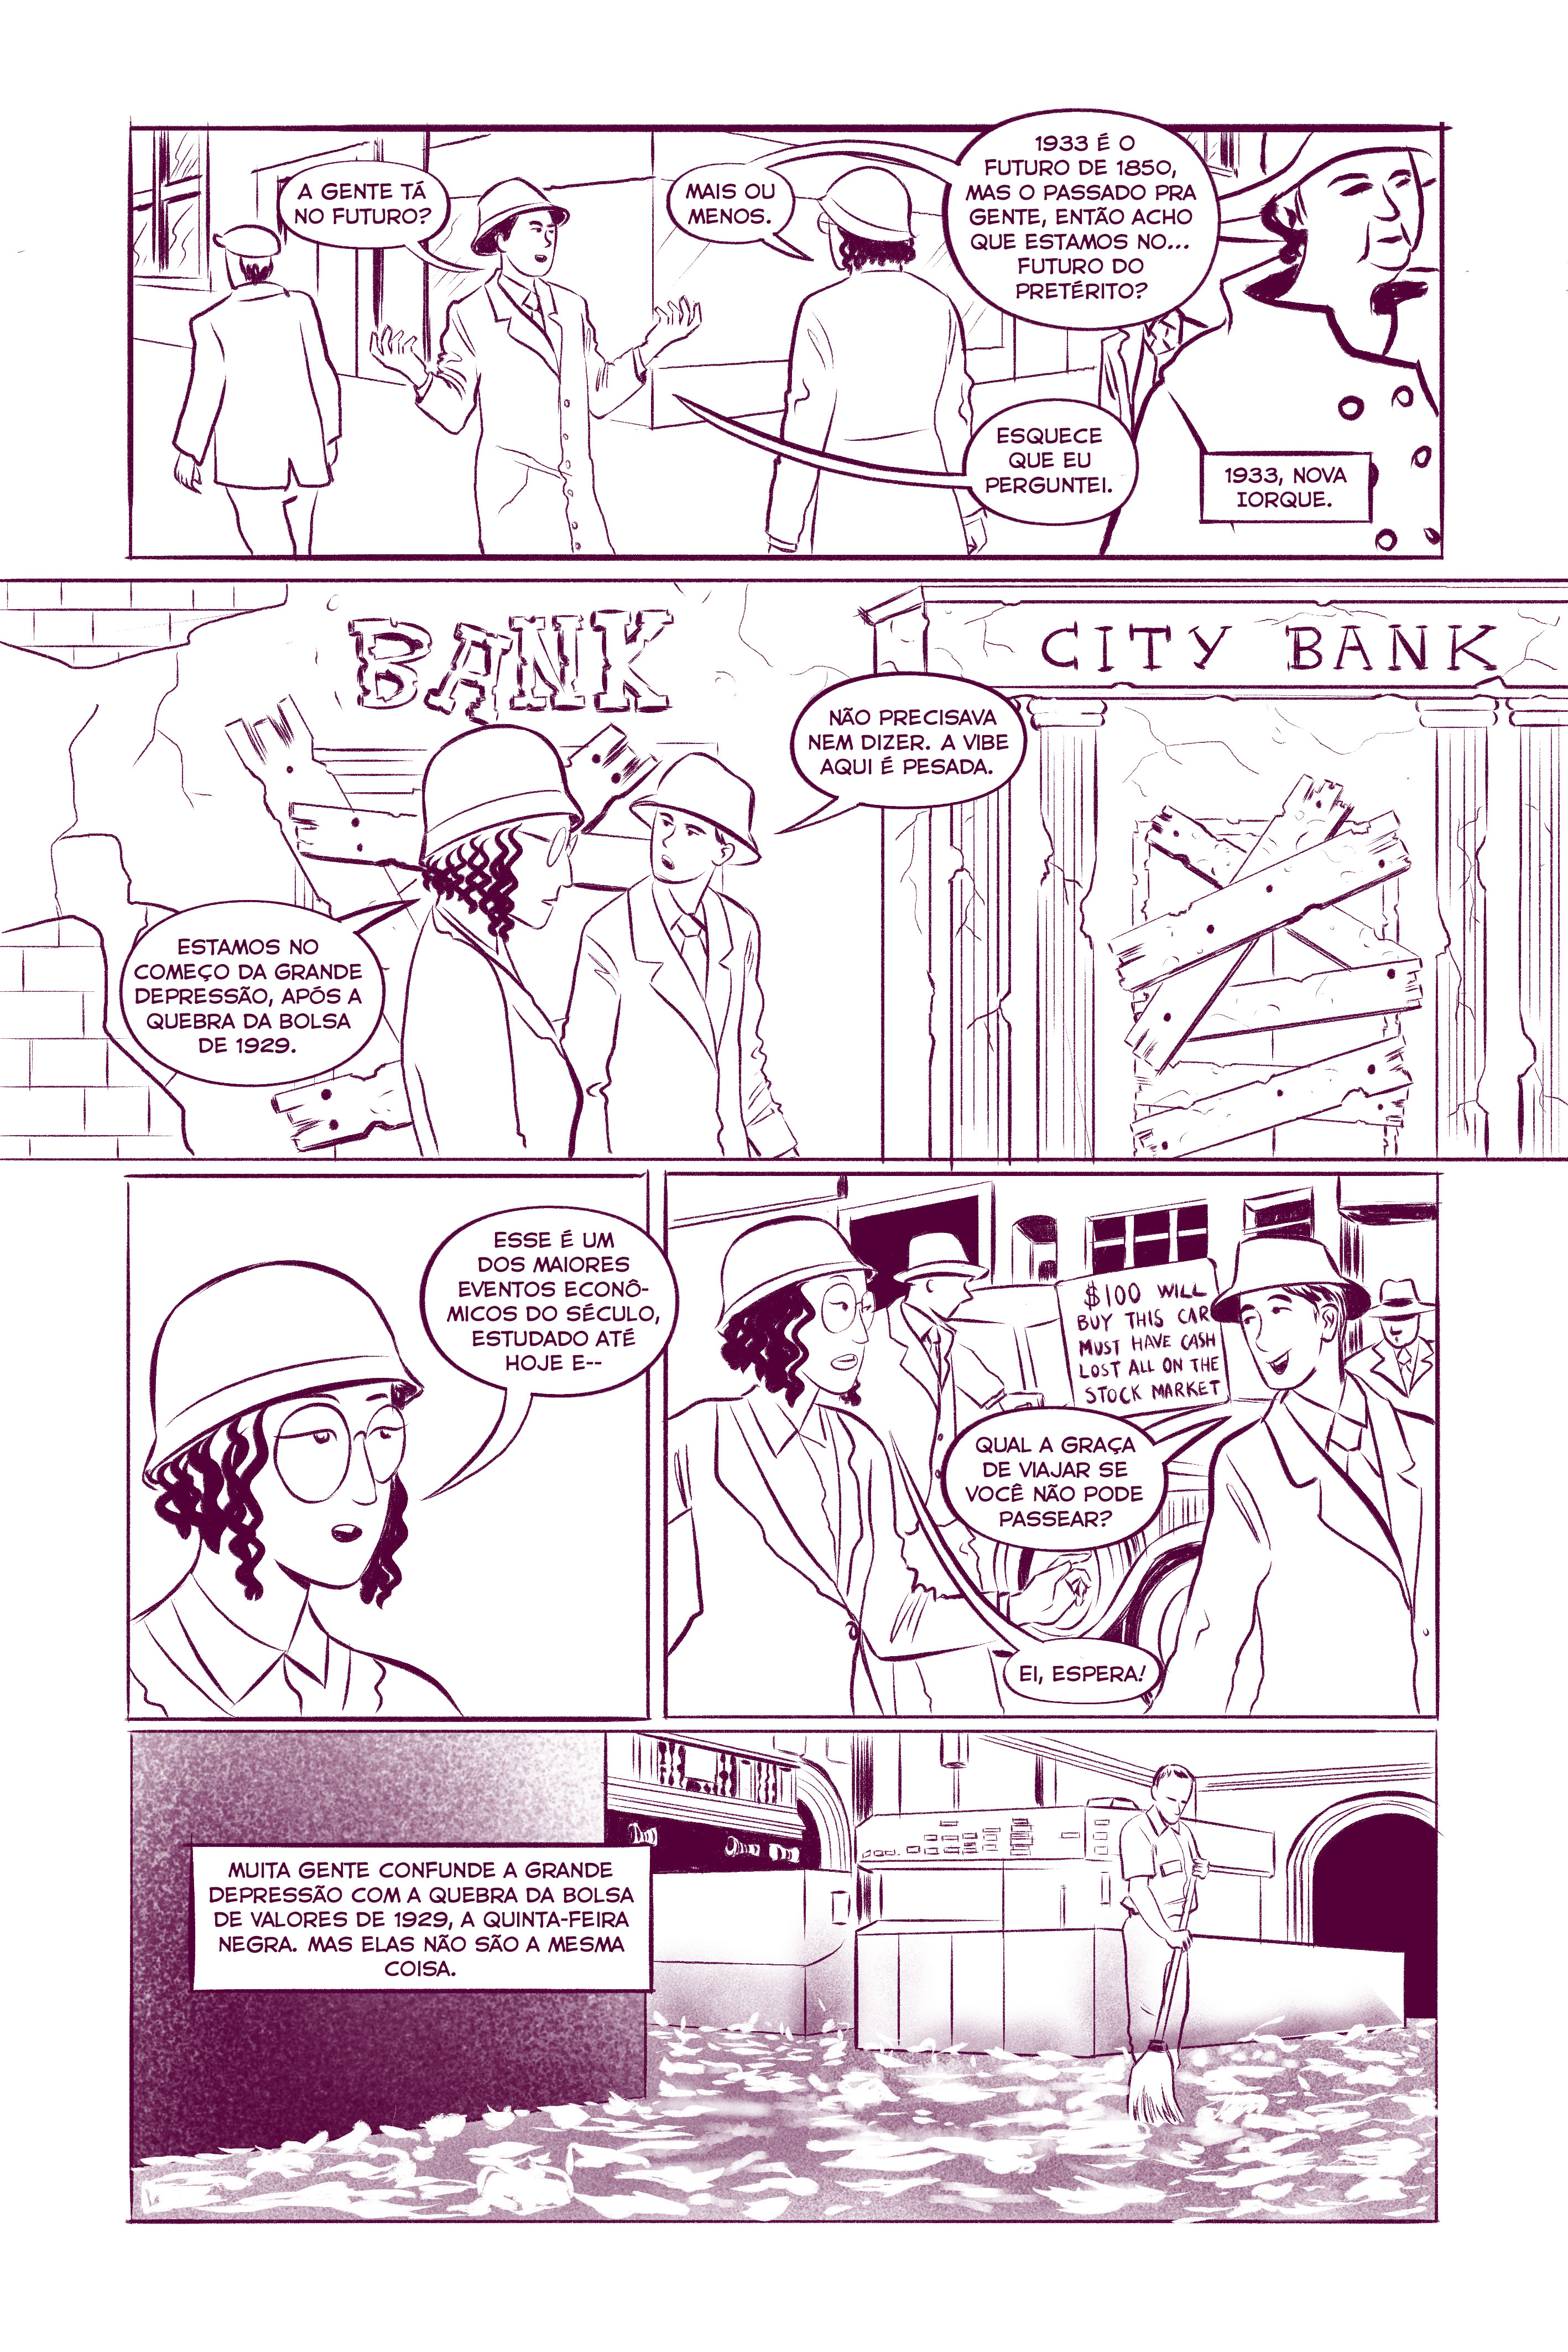 A GENTE TÁ
NO FUTURO?
MAIS OU
MENOS.
1933 É O
FUTURO DE 1850,
MAS O PASSADO PRA
GENTE, ENTÃO ACHO
QUE ESTAMOS NO...
FUTURO DO
PRETÉRITO?
ESQUECE
QUE EU
PERGUNTEI.
1933, NOVA
IORQUE.
BANK
CITY BANK
ESTAMOS NO
COMEÇO DA GRANDE
DEPRESSÃO, APÓS A
QUEBRA DA BOLSA
DE 1929.
NÃO PRECISAVA
NEM DIZER. A VIBE
AQUI É PESADA.
ESSE É UM
DOS MAIORES
EVENTOS ECONÔ-
MICOS DO SÉCULO,
ESTUDADO ATÉ
HOJE E--
$100 WILL
BUY THIS CAR
MUST HAVE CASH
LOST ALL ON THE
STOCK MARKET
QUAL A GRAÇA
DE VIAJAR SE
VOCÊ NÃO PODE
PASSEAR?
EI, ESPERA!
MUITA GENTE CONFUNDE A GRANDE
DEPRESSÃO COM A QUEBRA DA BOLSA
DE VALORES DE 1929, A QUINTA-FEIRA
NEGRA. MAS ELAS NÃO SÃO A MESMA
COISA.